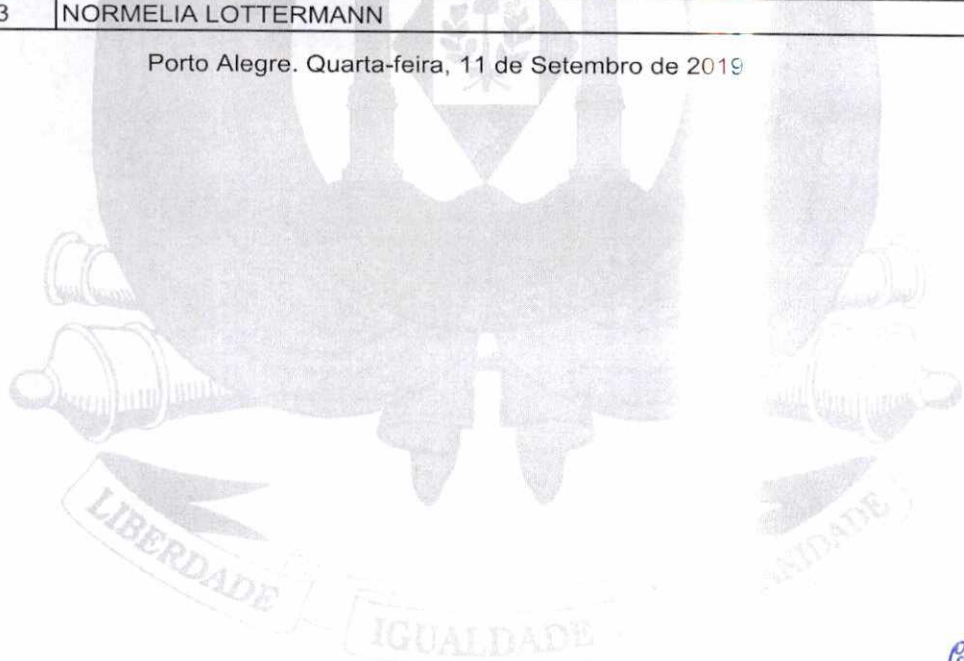 3 NORMELIA LOTTERMANN
Porto Alegre. Quarta-feira, 11 de Setembro de 2019
LIBERDADE
IGUALDADE